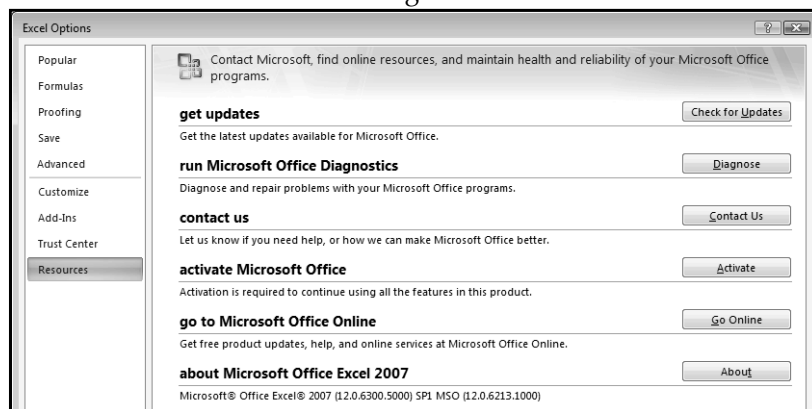 Excel Options
Popular
Formulas
Proofing
Save
Advanced
Customize
Add-Ins
Trust Center
Resources
Contact Microsoft, find online resources, and maintain health and reliability of your Microsoft Office
programs.
get updates
Check for Updates
Get the latest updates available for Microsoft Office.
run Microsoft Office Diagnostics
Diagnose
Diagnose and repair problems with your Microsoft Office programs.
contact us
Contact Us
Let us know if you need help, or how we can make Microsoft Office better.
activate Microsoft Office
Activate
Activation is required to continue using all the features in this product.
go to Microsoft Office Online
Go Online
Get free product updates, help, and online services at Microsoft Office Online.
about Microsoft Office Excel 2007
About
Microsoft® Office Excel® 2007 (12.0.6300.5000) SP1 MSO (12.0.6213.1000)